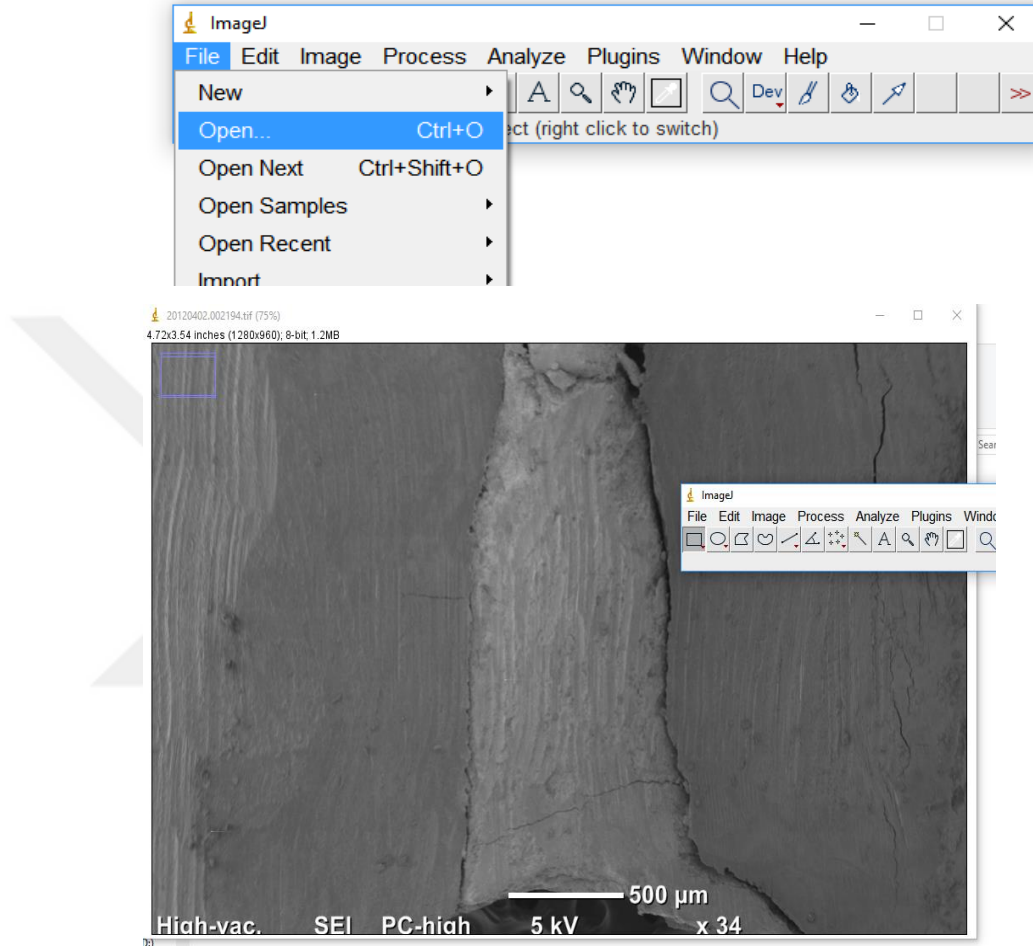 ImageJ
File Edit Image Process Analyze Plugins Window Help
New
A Dev >>
Open... Ctrl+O
ect (right click to switch)
Open Next Ctrl+Shift+O
Open Samples
Open Recent
Import
20120402.002194.tif (75%)
4.72x3.54 inches (1280x960); 8-bit; 1.2MB
Sear
ImageJ
File Edit Image Process Analyze Plugins Windo
A
500 µm
High-vac. SEI PC-high 5 kV x 34